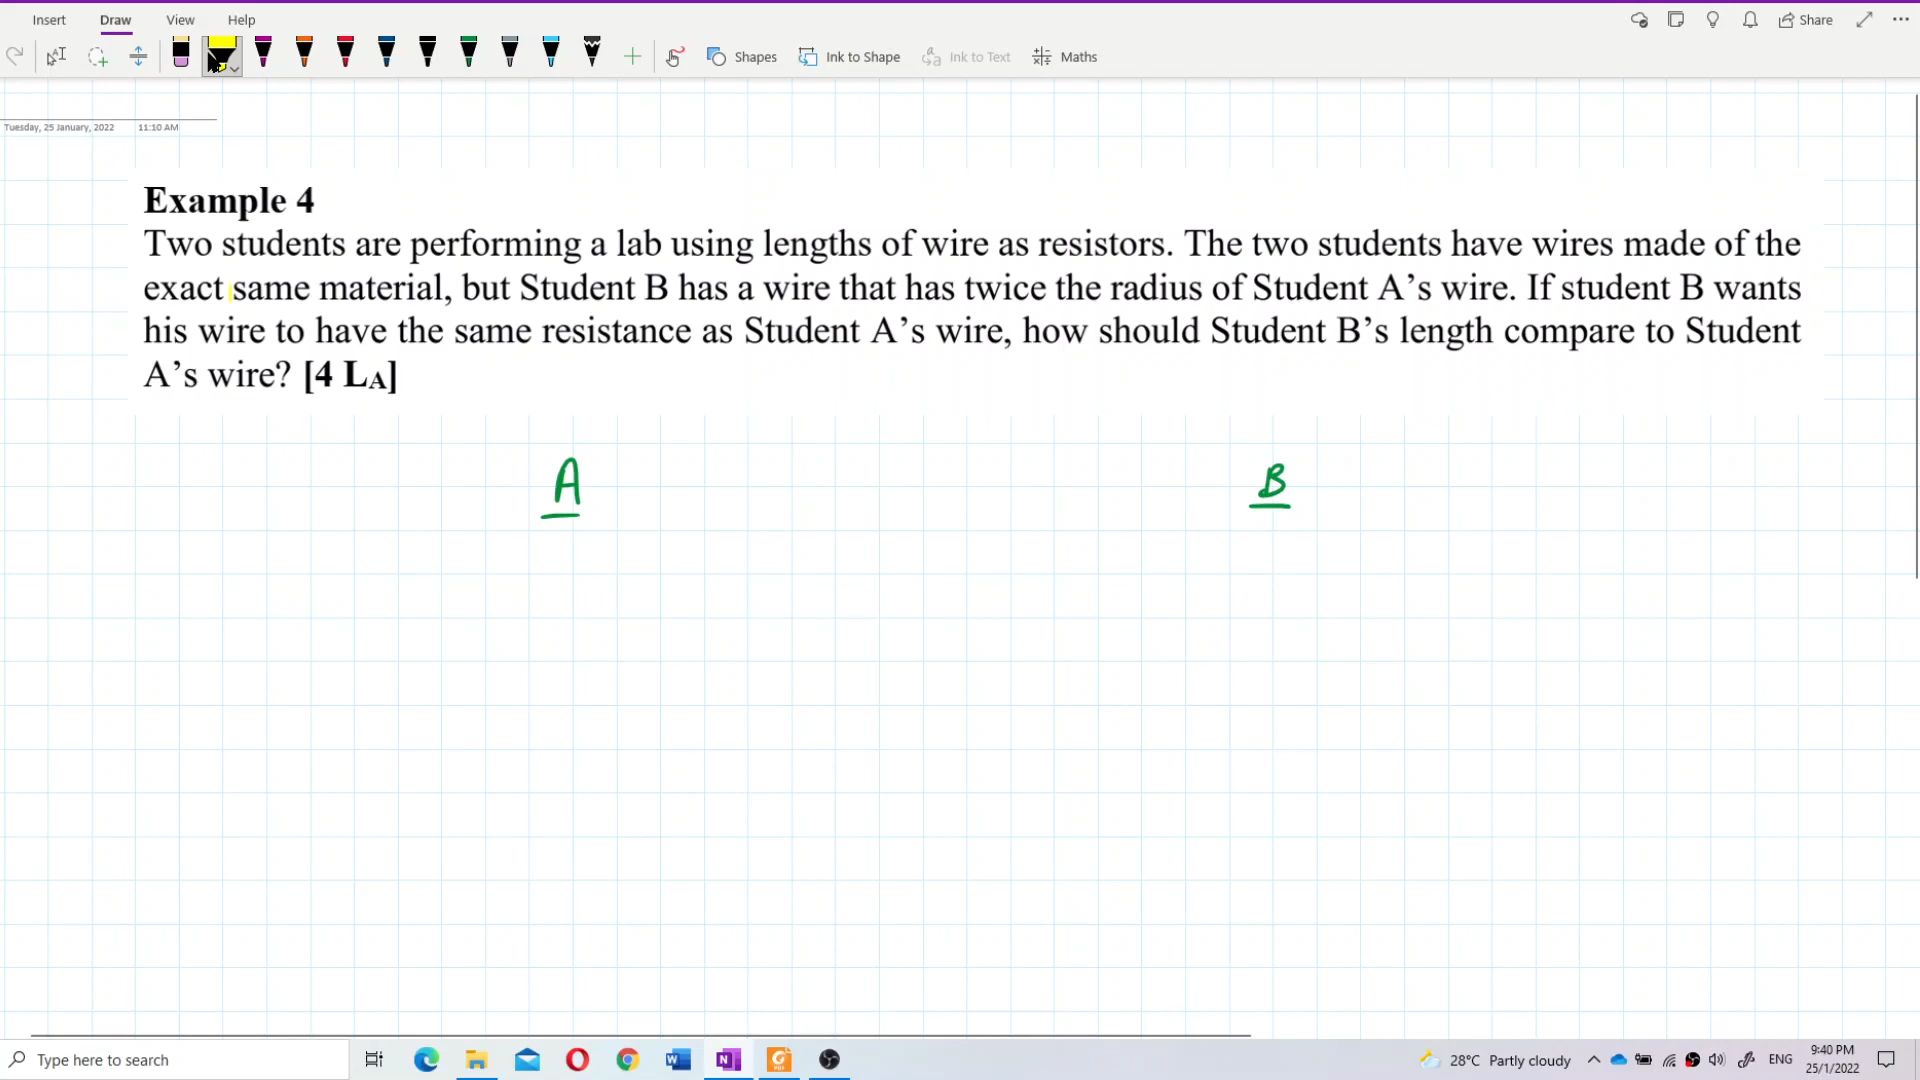 Insert Draw View Help
Share
Shapes Ink to Shape Ink to Text Maths
Tuesday, 25 January, 2022 11:10 AM
Example 4
Two students are performing a lab using lengths of wire as resistors. The two students have wires made of the
exact same material, but Student B has a wire that has twice the radius of Student A’s wire. If student B wants
his wire to have the same resistance as Student A’s wire, how should Student B’s length compare to Student
A’s wire? [4 LA]
A B
Type here to search
28°C Partly cloudy
ENG
9:40 PM
25/1/2022